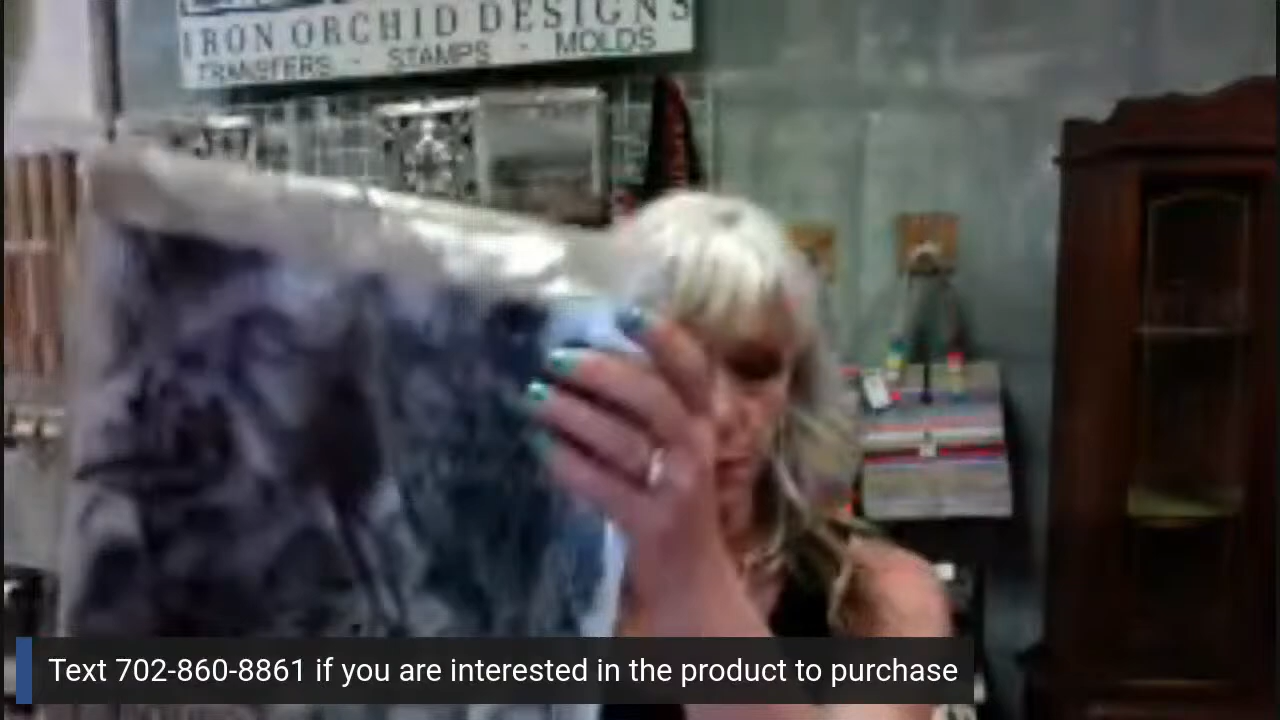 IRON ORCHID DESIGNS
TRANSFERS - STAMPS - MOLDS
Text 702-860-8861 if you are interested in the product to purchase